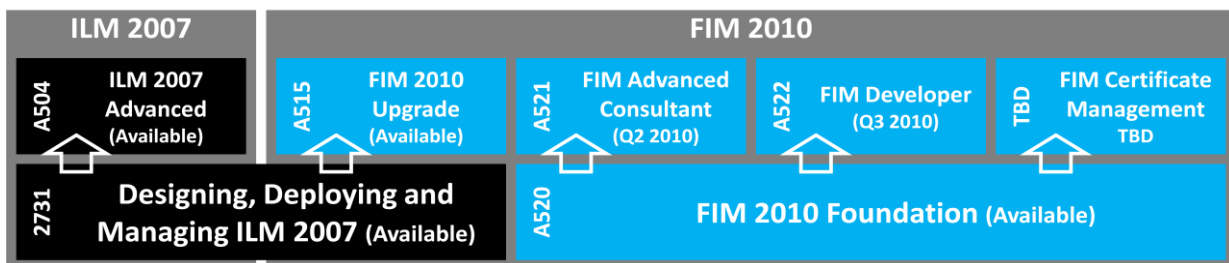 ILM 2007
FIM 2010
A504
ILM 2007
Advanced
(Available)
A515
FIM 2010
Upgrade
(Available)
A521
FIM Advanced
Consultant
(Q2 2010)
A522
FIM Developer
(Q3 2010)
TBD
FIM Certificate
Management
TBD
2731
Designing, Deploying and
Managing ILM 2007 (Available)
A520
FIM 2010 Foundation (Available)